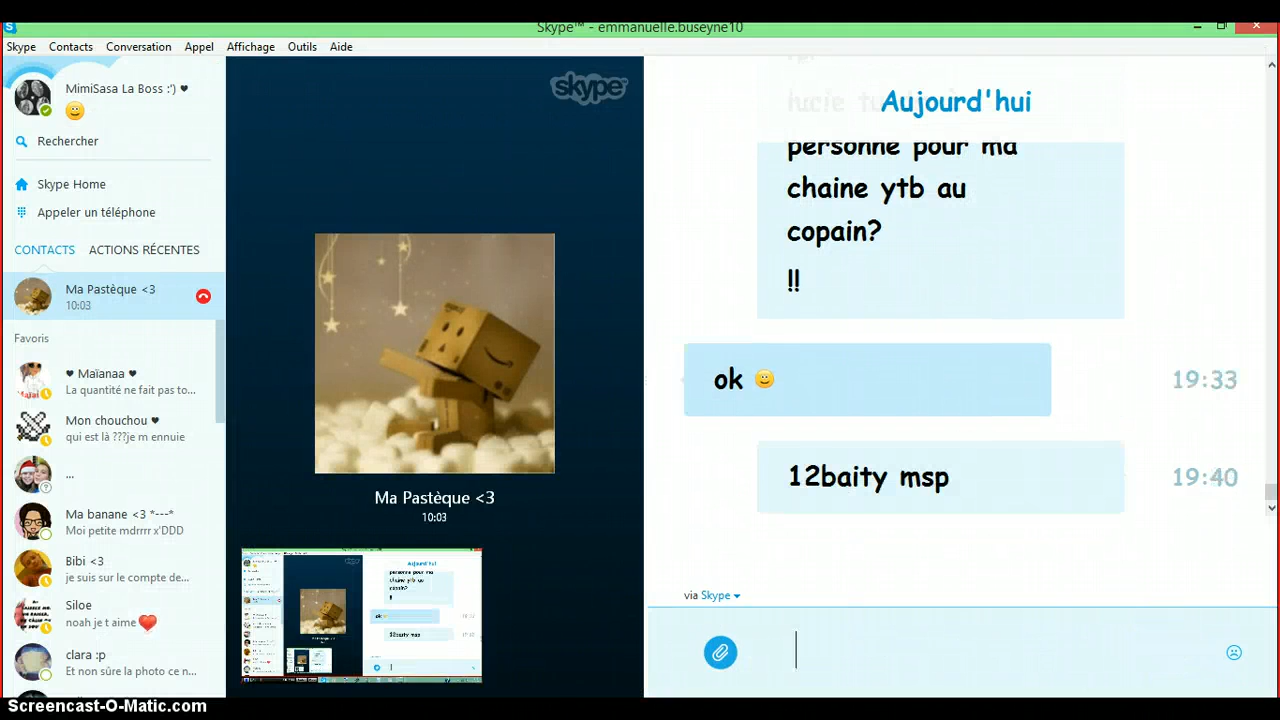 Skype™ - emmanuelle.buseyne10
Skype Contacts Conversation Appel Affichage Outils Aide
MimiSasa La Boss :') ♥
Rechercher
Skype Home
Appeler un téléphone
CONTACTS ACTIONS RÉCENTES
Ma Pastèque <3
10:03
Favoris
♥ Maïanaa ♥
La quantité ne fait pas to...
Mon chouchou ♥
qui est là ???je m ennuie
...
Ma banane <3 *---*
Moi petite mdrrrr x'DDD
Bibi <3
je suis sur le compte de...
Siloe
noah je t aime ❤
clara :p
Et non sûre la photo ce n...
skype
Ma Pastèque <3
10:03
Aujourd'hui
lucie
personne pour ma
chaine ytb au
copain?
!!
ok 🙂
19:33
12baity msp
19:40
via Skype
Screencast-O-Matic.com